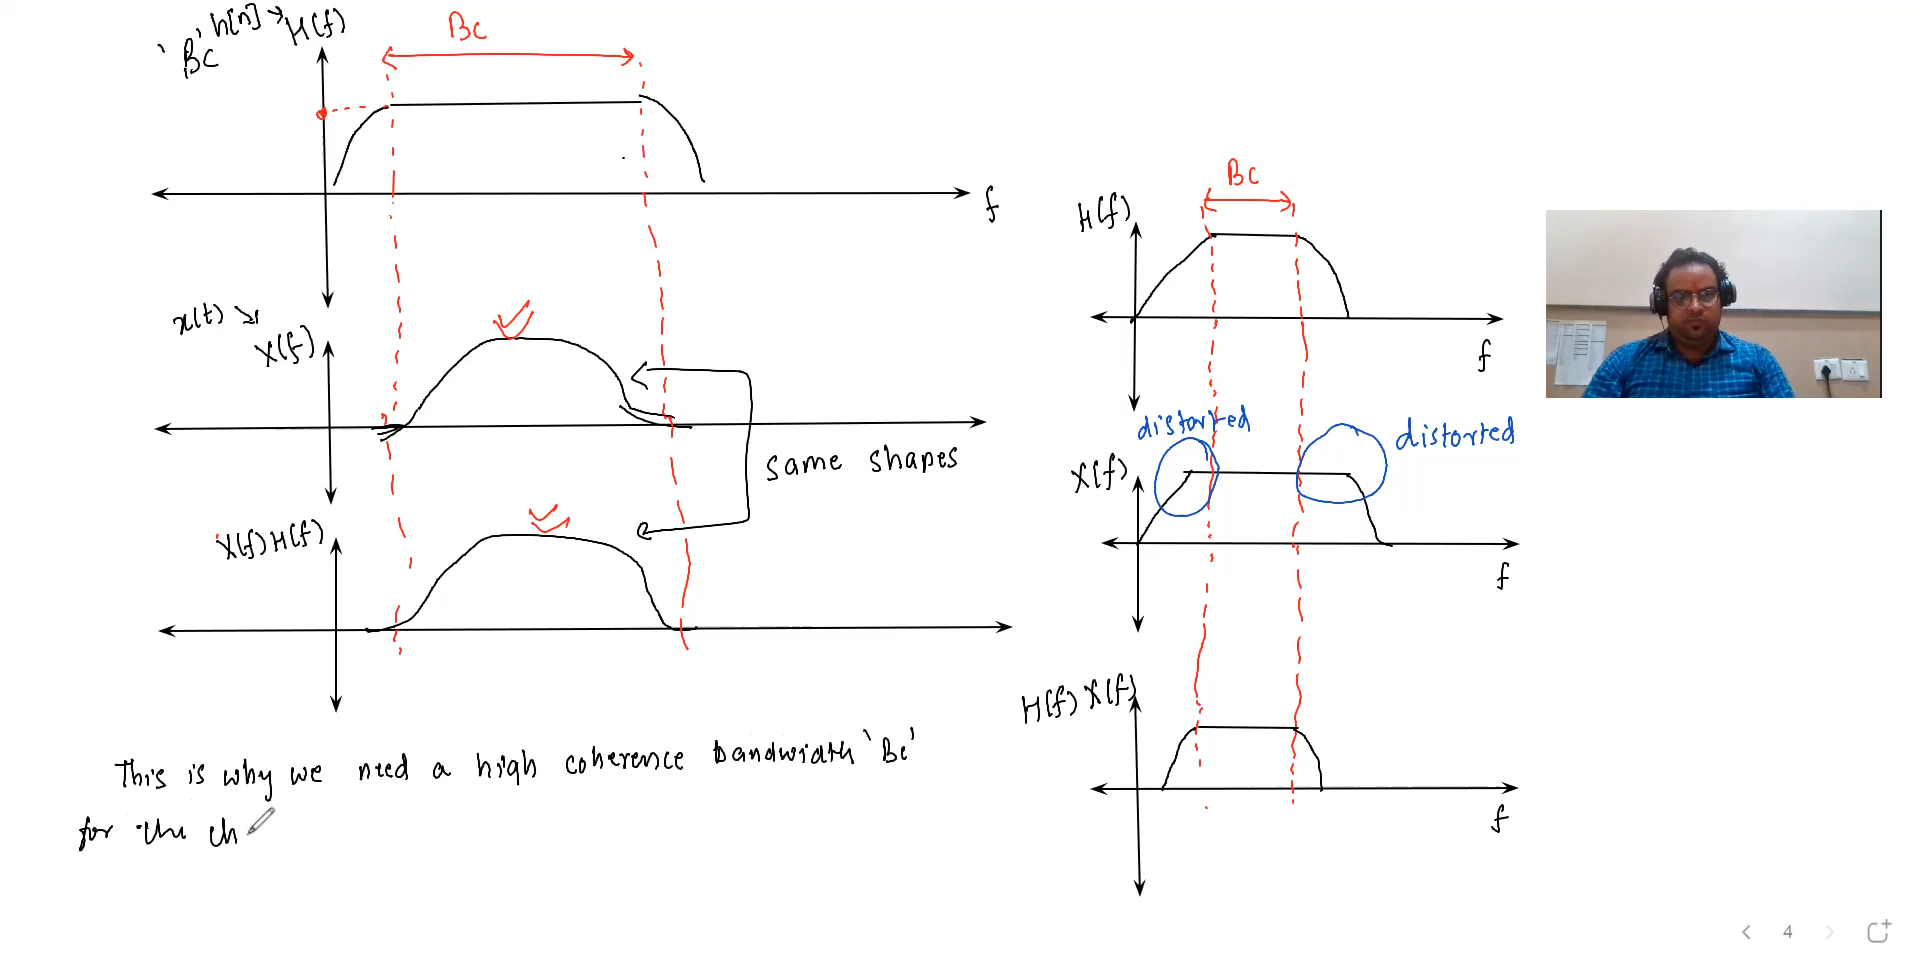 'Bc' h[n] → H(f)
Bc
f
x(t) ↘
X(f)
same shapes
X(f) H(f)
This is why we need a high coherence bandwidth 'Bc'
for the ch
Bc
H(f)
f
distorted
distorted
X(f)
f
H(f) X(f)
f
4